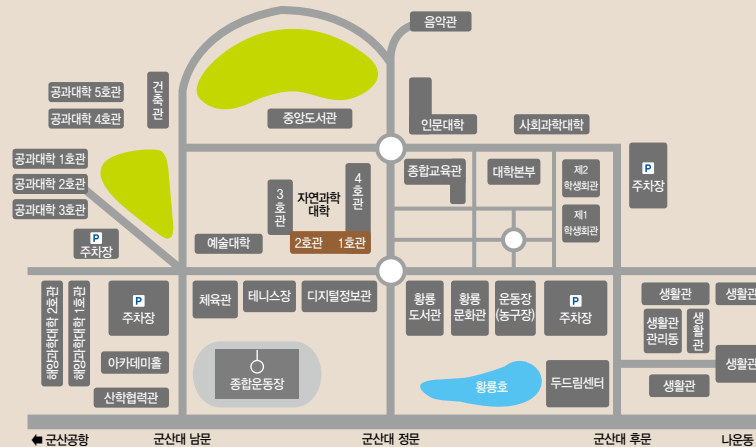 음악관
공과대학 5호관
공과대학 4호관
건축관
중앙도서관
인문대학
사회과학대학
공과대학 1호관
공과대학 2호관
공과대학 3호관
P
주차장
3호관
자연과학
대학
4호관
2호관
1호관
예술대학
종합교육관
대학본부
제2
학생회관
제1
학생회관
P
주차장
해양과학대학 2호관
해양과학대학 1호관
P
주차장
아카데미홀
산학협력관
체육관
테니스장
디지털정보관
종합운동장
황룡
도서관
황룡
문화관
운동장
(농구장)
P
주차장
황룡호
두드림센터
생활관
생활관
생활관
관리동
생활관
생활관
생활관
군산공항
군산대 남문
군산대 정문
군산대 후문